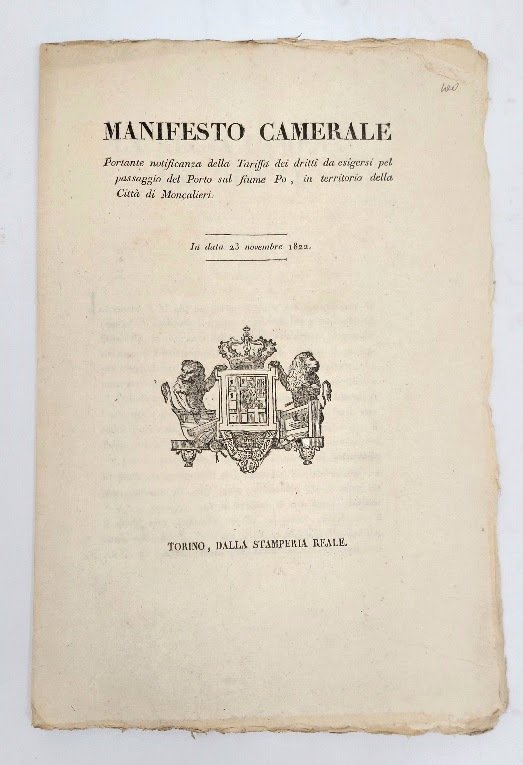 MANIFESTO CAMERALE
Portante notificanza della Tariffa dei dritti da esigersi pel
passaggio del Porto sul fiume Po, in territorio della
Città di Moncalieri.
In data 23 novembre 1822.
TORINO, DALLA STAMPERIA REALE.